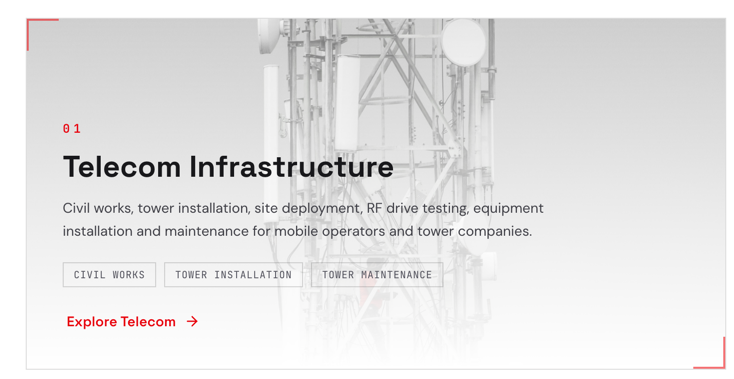 01
Telecom Infrastructure
Civil works, tower installation, site deployment, RF drive testing, equipment
installation and maintenance for mobile operators and tower companies.
CIVIL WORKS
TOWER INSTALLATION
TOWER MAINTENANCE
Explore Telecom →